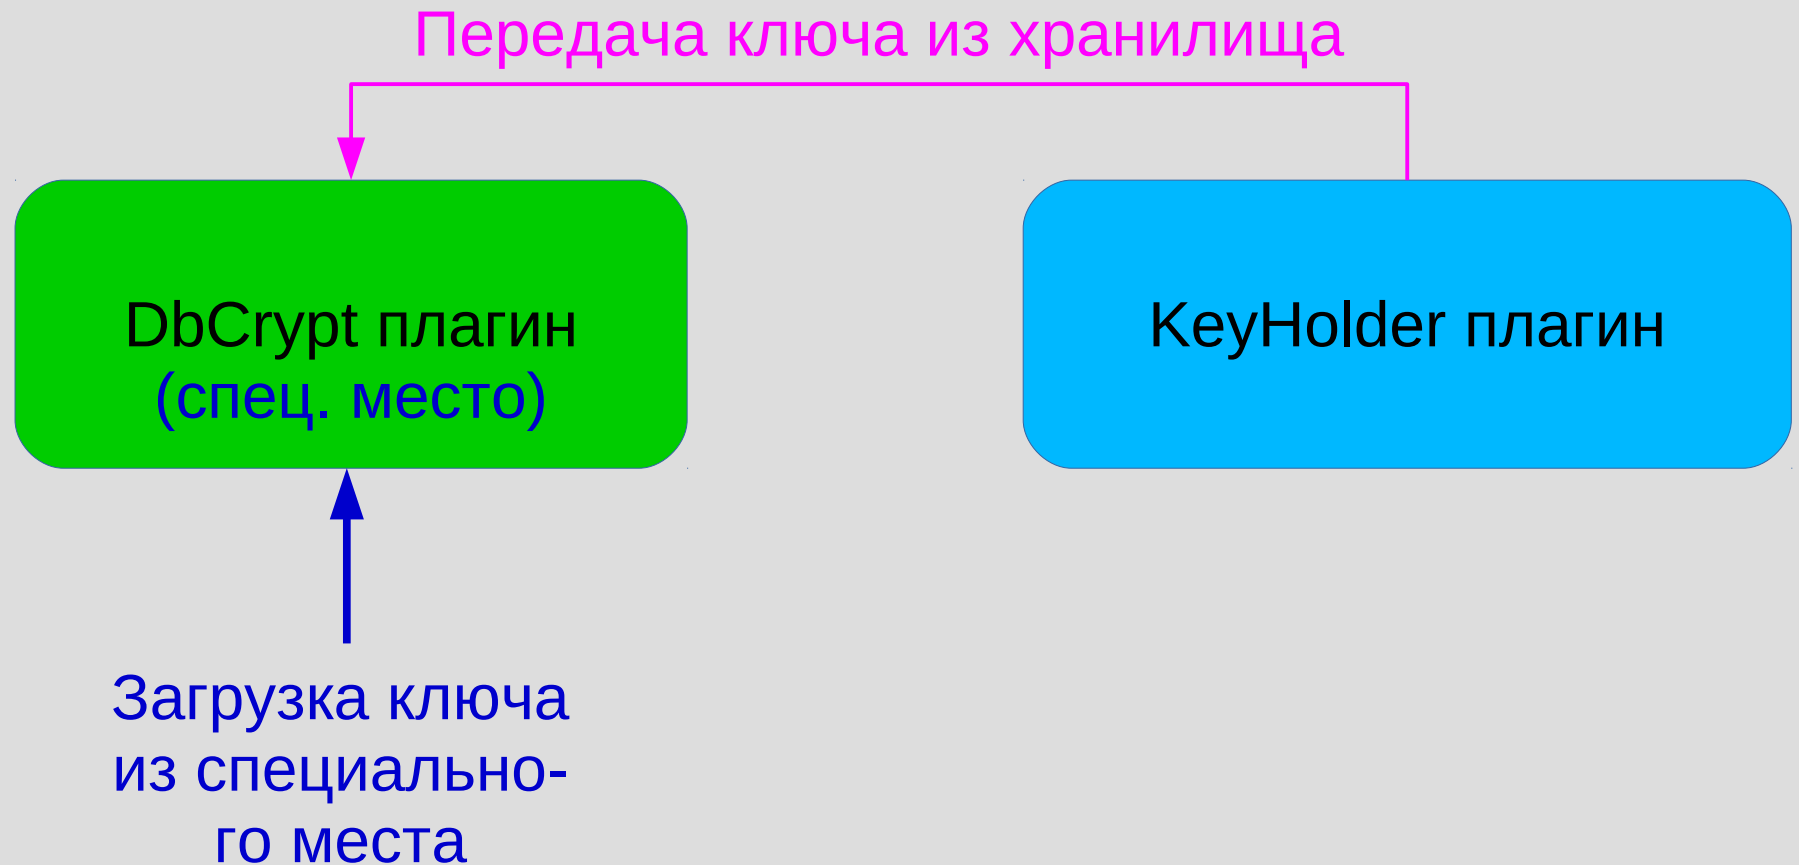 Передача ключа из хранилища
DbCrypt плагин
(спец. место)
KeyHolder плагин
Загрузка ключа
из специально-
го места